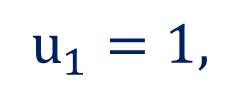 u₁ = 1,